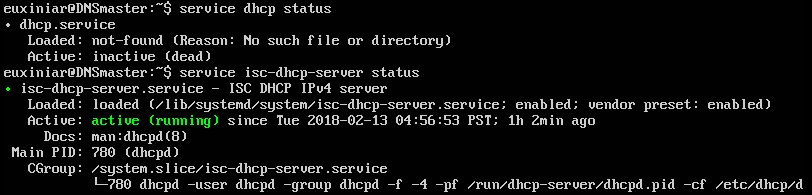 euxiniar@DNSmaster:~$ service dhcp status
• dhcp.service
Loaded: not-found (Reason: No such file or directory)
Active: inactive (dead)
euxiniar@DNSmaster:~$ service isc-dhcp-server status
• isc-dhcp-server.service - ISC DHCP IPv4 server
Loaded: loaded (/lib/systemd/system/isc-dhcp-server.service; enabled; vendor preset: enabled)
Active: active (running) since Tue 2018-02-13 04:56:53 PST; 1h 2min ago
Docs: man:dhcpd(8)
Main PID: 780 (dhcpd)
CGroup: /system.slice/isc-dhcp-server.service
└─780 dhcpd -user dhcpd -group dhcpd -f -4 -pf /run/dhcp-server/dhcpd.pid -cf /etc/dhcp/d